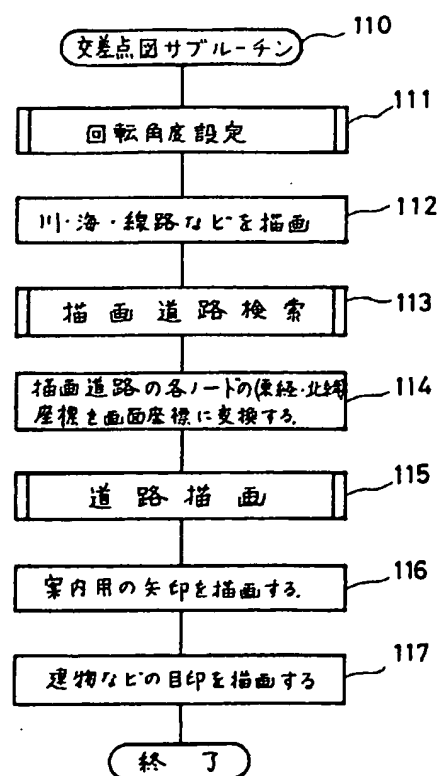 交差点図サブルーチン
110
回転角度設定
111
川・海・線路などを描画
112
描画道路検索
113
描画道路の各ノードの(東経・北緯)
座標を画面座標に変換する.
114
道路描画
115
案内用の矢印を描画する.
116
建物などの目印を描画する
117
終了